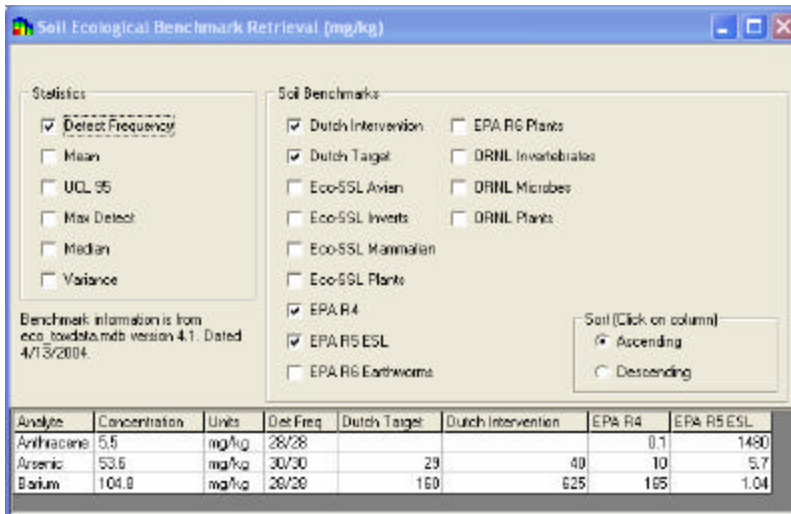 Soil Ecological Benchmark Retrieval (mg/kg)
Statistics
Detect Frequency
Mean
UCL 95
Max Detect
Median
Variance
Benchmark information is from
eco_toxdata.mdb version 4.1. Dated
4/13/2004.
Soil Benchmarks
Dutch Intervention
Dutch Target
Eco-SSL Avian
Eco-SSL Inverts
Eco-SSL Mammalian
Eco-SSL Plants
EPA R4
EPA R5 ESL
EPA R6 Earthworms
EPA R6 Plants
ORNL Invertebrates
ORNL Microbes
ORNL Plants
Sort (Click on column)
Ascending
Descending
Analyte Concentration Units Det Freq Dutch Target Dutch Intervention EPA R4 EPA R5 ESL
Anthracene 5.5 mg/kg 28/28 0.1 1480
Arsenic 53.6 mg/kg 30/30 29 40 10 5.7
Barium 104.8 mg/kg 28/28 160 625 165 1.04